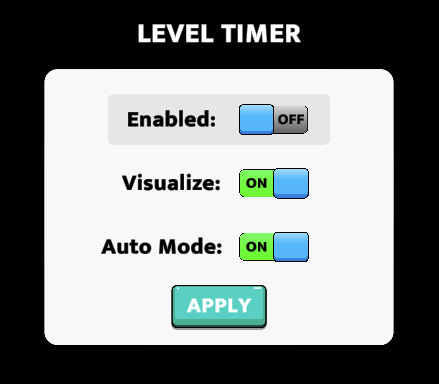 LEVEL TIMER
Enabled: OFF
Visualize: ON
Auto Mode: ON
APPLY